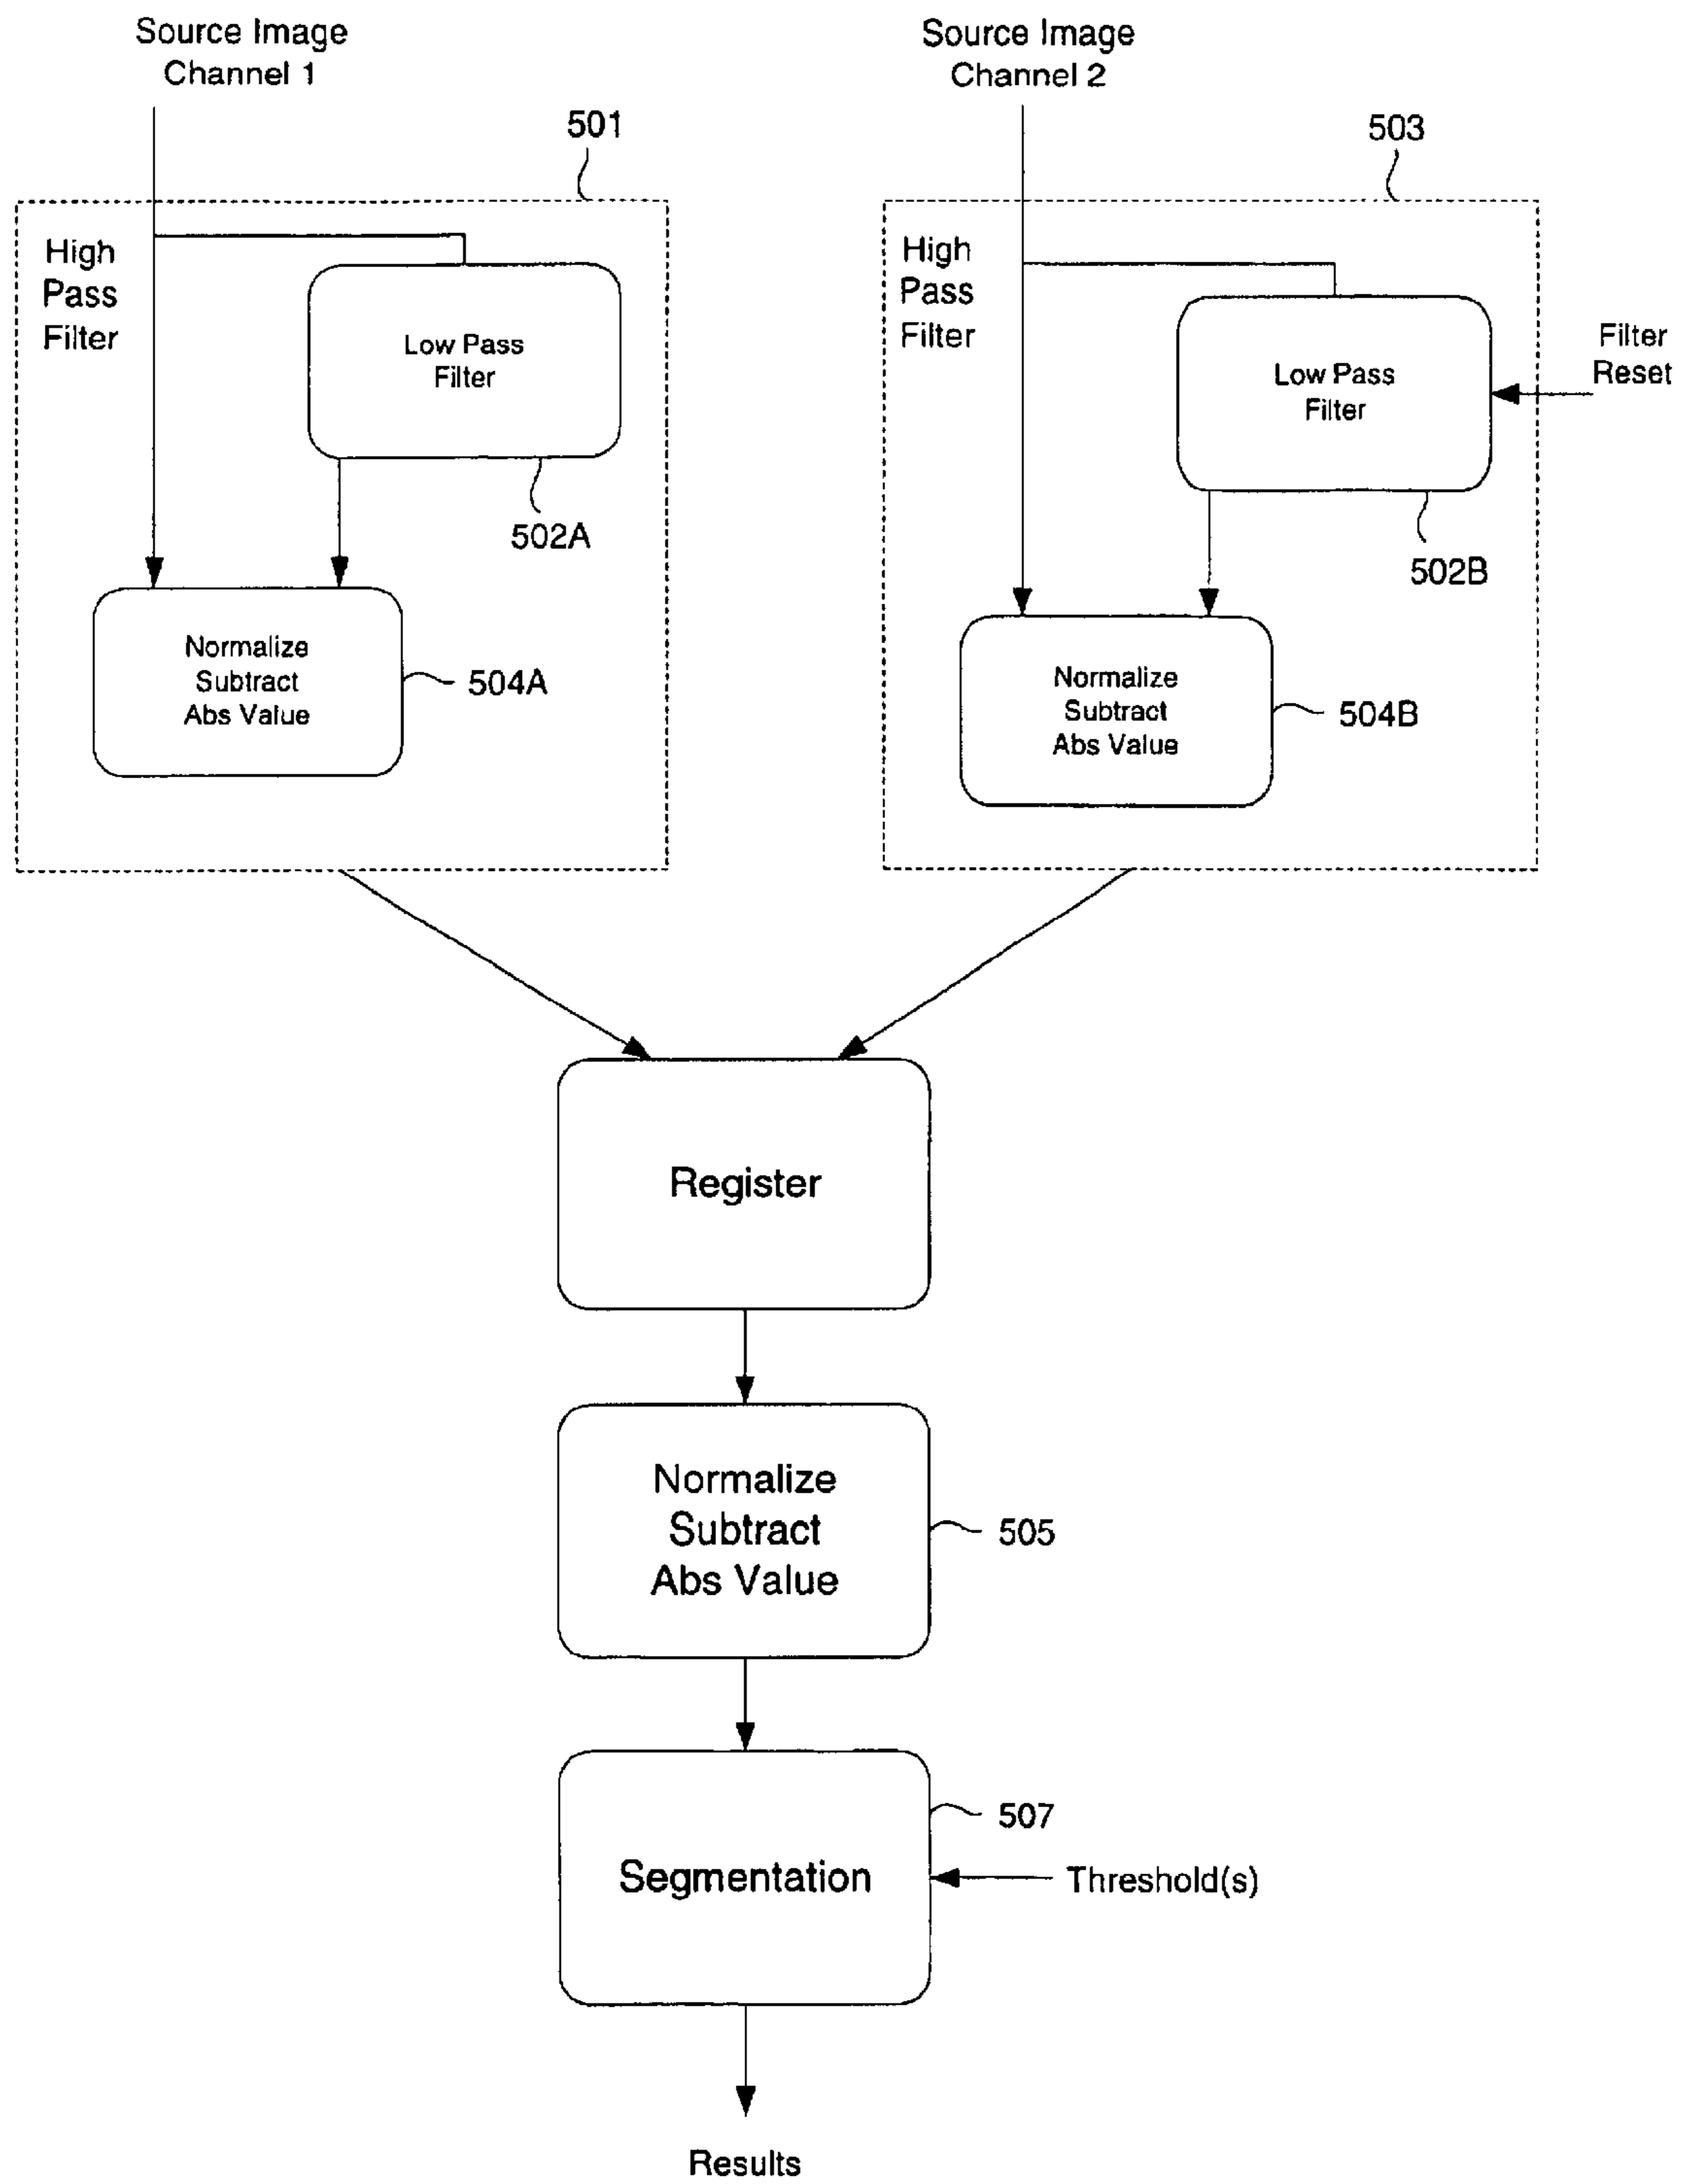 Source Image
Channel 1
Source Image
Channel 2
501
503
High
Pass
Filter
Low Pass
Filter
502A
High
Pass
Filter
Low Pass
Filter
Filter
Reset
502B
Normalize
Subtract
Abs Value
504A
Normalize
Subtract
Abs Value
504B
Register
Normalize
Subtract
Abs Value
505
507
Segmentation
Threshold(s)
Results